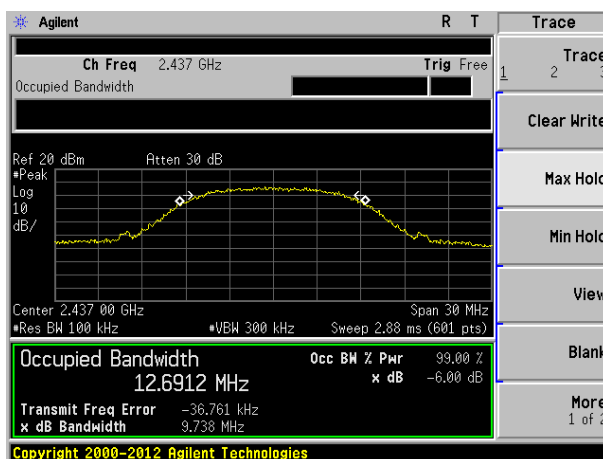 Agilent R T Trace
Ch Freq 2.437 GHz Trig Free
Occupied Bandwidth
Trace
1 2 3
Clear Write
Max Hold
Min Hold
View
Blank
More
1 of 2
Ref 20 dBm Atten 30 dB
#Peak
Log
10
dB/
Center 2.437 00 GHz Span 30 MHz
#Res BW 100 kHz #VBW 300 kHz Sweep 2.88 ms (601 pts)
Occupied Bandwidth Occ BW % Pwr 99.00 %
12.6912 MHz x dB -6.00 dB
Transmit Freq Error -36.761 kHz
x dB Bandwidth 9.738 MHz
Copyright 2000-2012 Agilent Technologies